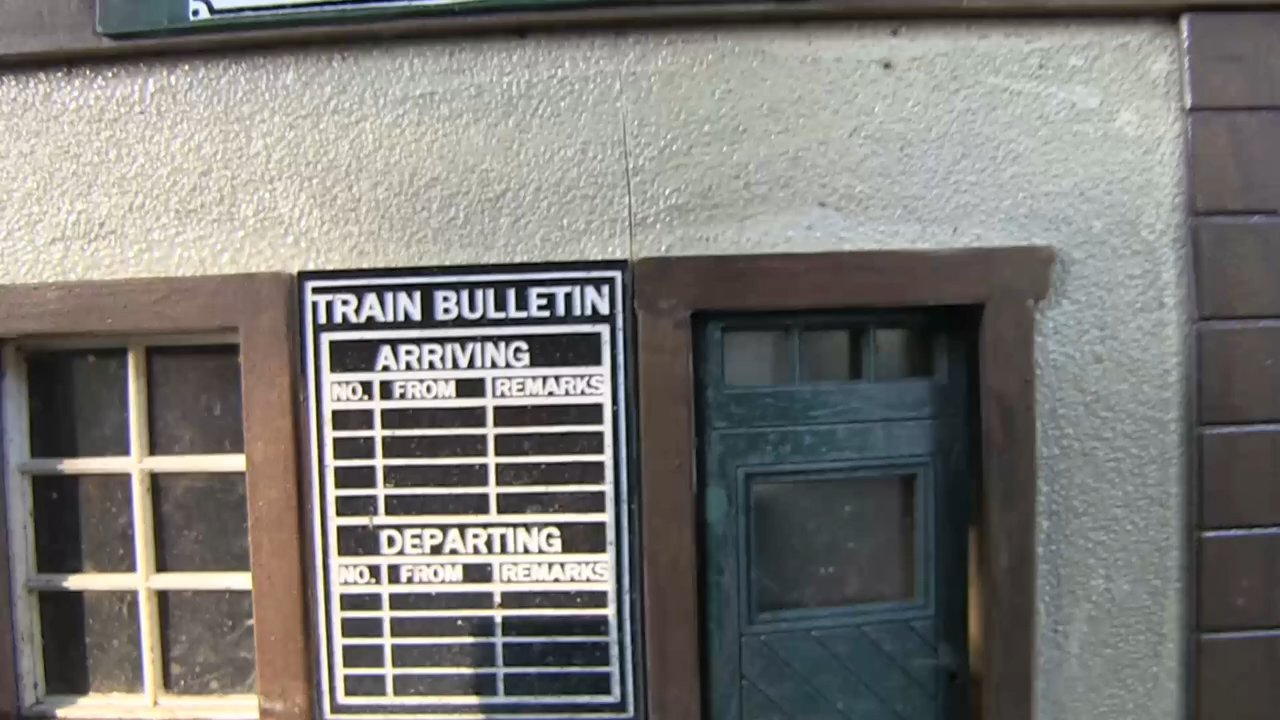 TRAIN BULLETIN
ARRIVING
NO. FROM REMARKS
DEPARTING
NO. FROM REMARKS